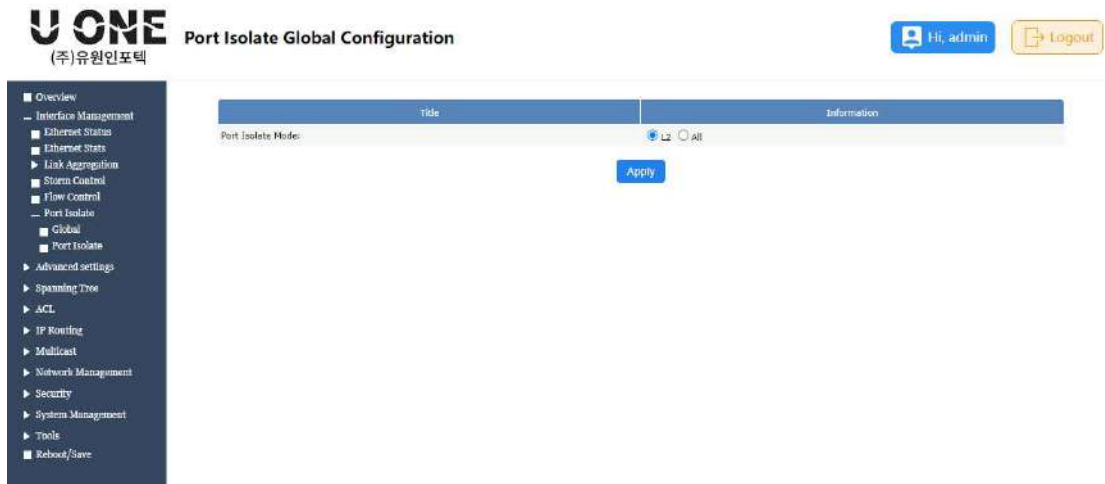 U ONE
(주)유원인포텍
Port Isolate Global Configuration
Hi, admin
Logout
Overview
Interface Management
Ethernet Status
Ethernet Stats
Link Aggregation
Storm Control
Flow Control
Port Isolate
Global
Port Isolate
Advanced settings
Spanning Tree
ACL
IP Routing
Multicast
Network Management
Security
System Management
Tools
Reboot/Save
Title Information
Port Isolate Mode: L2 All
Apply